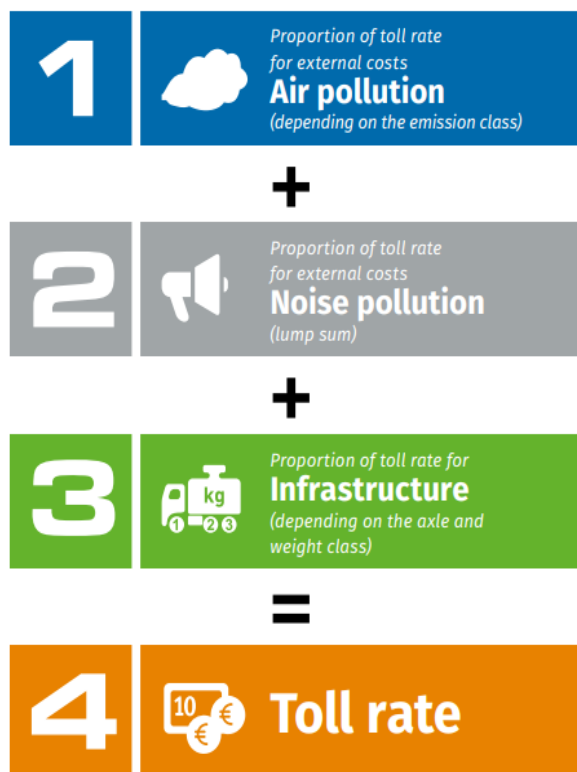 1
Proportion of toll rate
for external costs
Air pollution
(depending on the emission class)
+
2
Proportion of toll rate
for external costs
Noise pollution
(lump sum)
+
3
kg
1 2 3
Proportion of toll rate for
Infrastructure
(depending on the axle and
weight class)
=
4
10
€
€
Toll rate